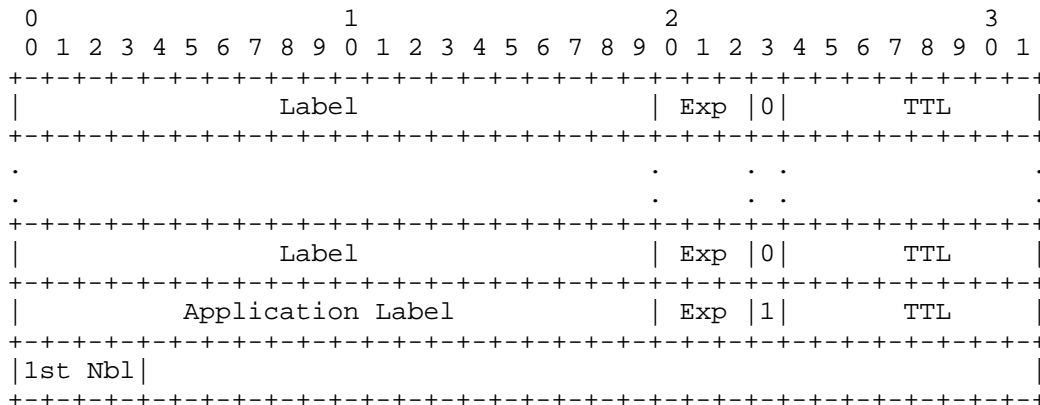 0                   1                   2                   3
 0 1 2 3 4 5 6 7 8 9 0 1 2 3 4 5 6 7 8 9 0 1 2 3 4 5 6 7 8 9 0 1
+-+-+-+-+-+-+-+-+-+-+-+-+-+-+-+-+-+-+-+-+-+-+-+-+-+-+-+-+-+-+-+-+
|                Label                  | Exp |0|       TTL     |
+-+-+-+-+-+-+-+-+-+-+-+-+-+-+-+-+-+-+-+-+-+-+-+-+-+-+-+-+-+-+-+-+
.                                       .     . .               .
.                                       .     . .               .
+-+-+-+-+-+-+-+-+-+-+-+-+-+-+-+-+-+-+-+-+-+-+-+-+-+-+-+-+-+-+-+-+
|                Label                  | Exp |0|       TTL     |
+-+-+-+-+-+-+-+-+-+-+-+-+-+-+-+-+-+-+-+-+-+-+-+-+-+-+-+-+-+-+-+-+
|          Application Label            | Exp |1|       TTL     |
+-+-+-+-+-+-+-+-+-+-+-+-+-+-+-+-+-+-+-+-+-+-+-+-+-+-+-+-+-+-+-+-+
|1st Nbl|                                                       |
+-+-+-+-+-+-+-+-+-+-+-+-+-+-+-+-+-+-+-+-+-+-+-+-+-+-+-+-+-+-+-+-+